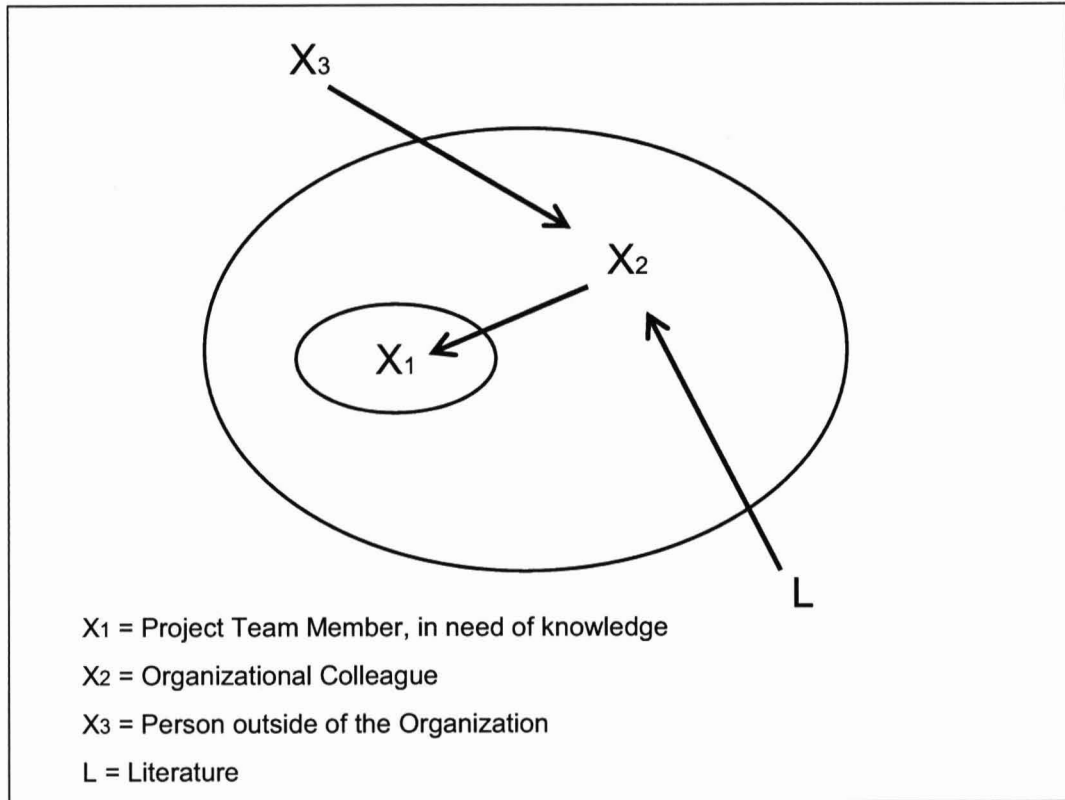 X3
X2
X1
L
X1 = Project Team Member, in need of knowledge
X2 = Organizational Colleague
X3 = Person outside of the Organization
L = Literature